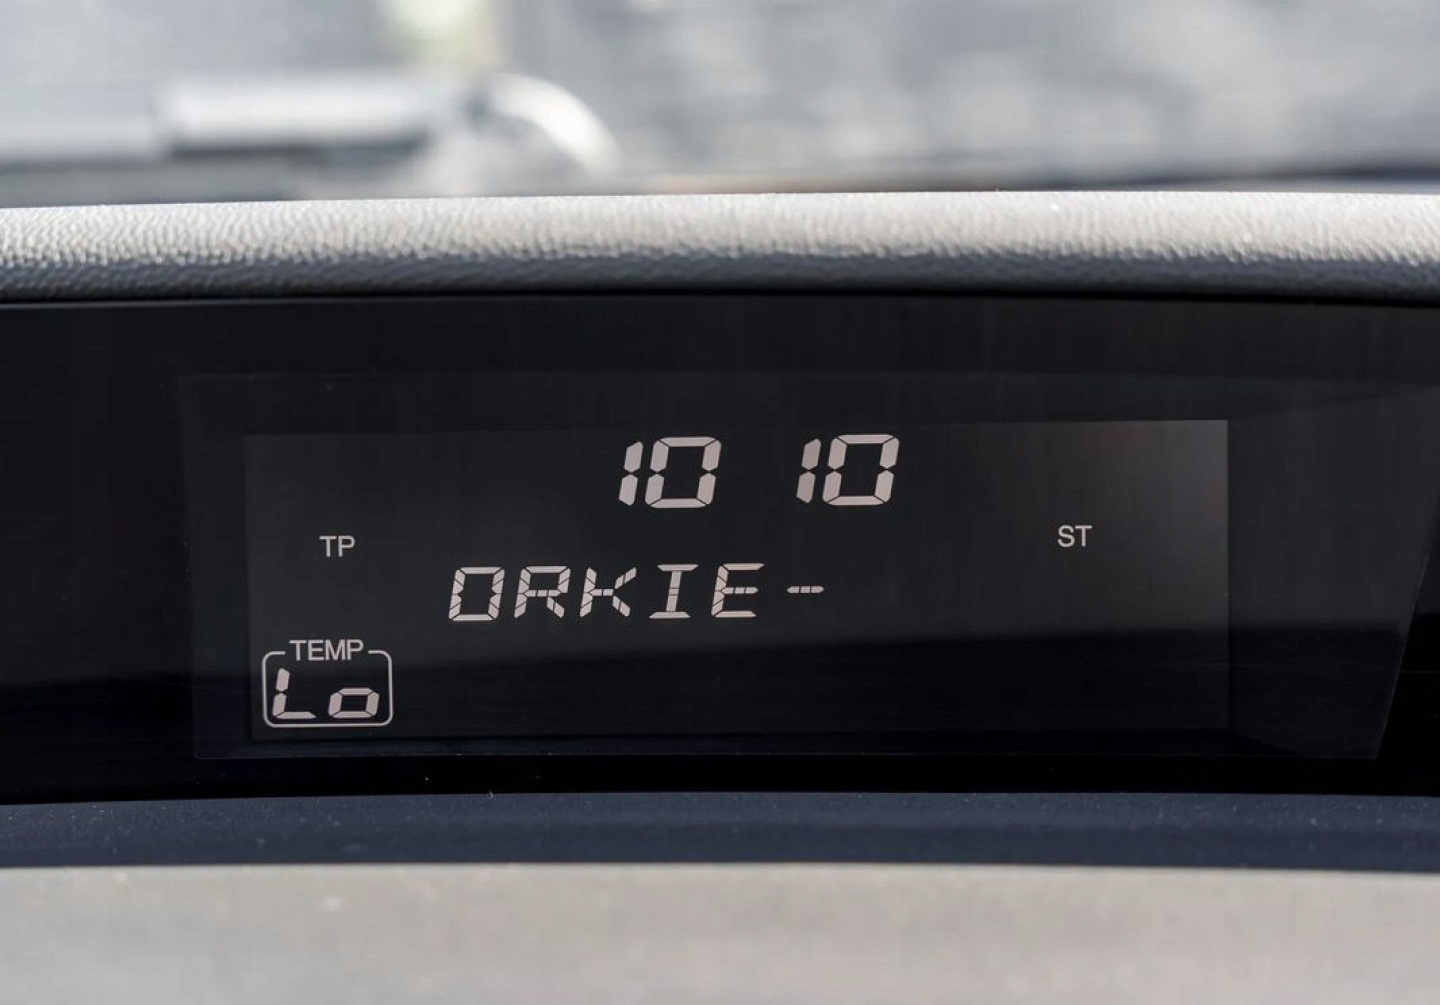 10 10
TP ST
ORKIE-
TEMP
Lo